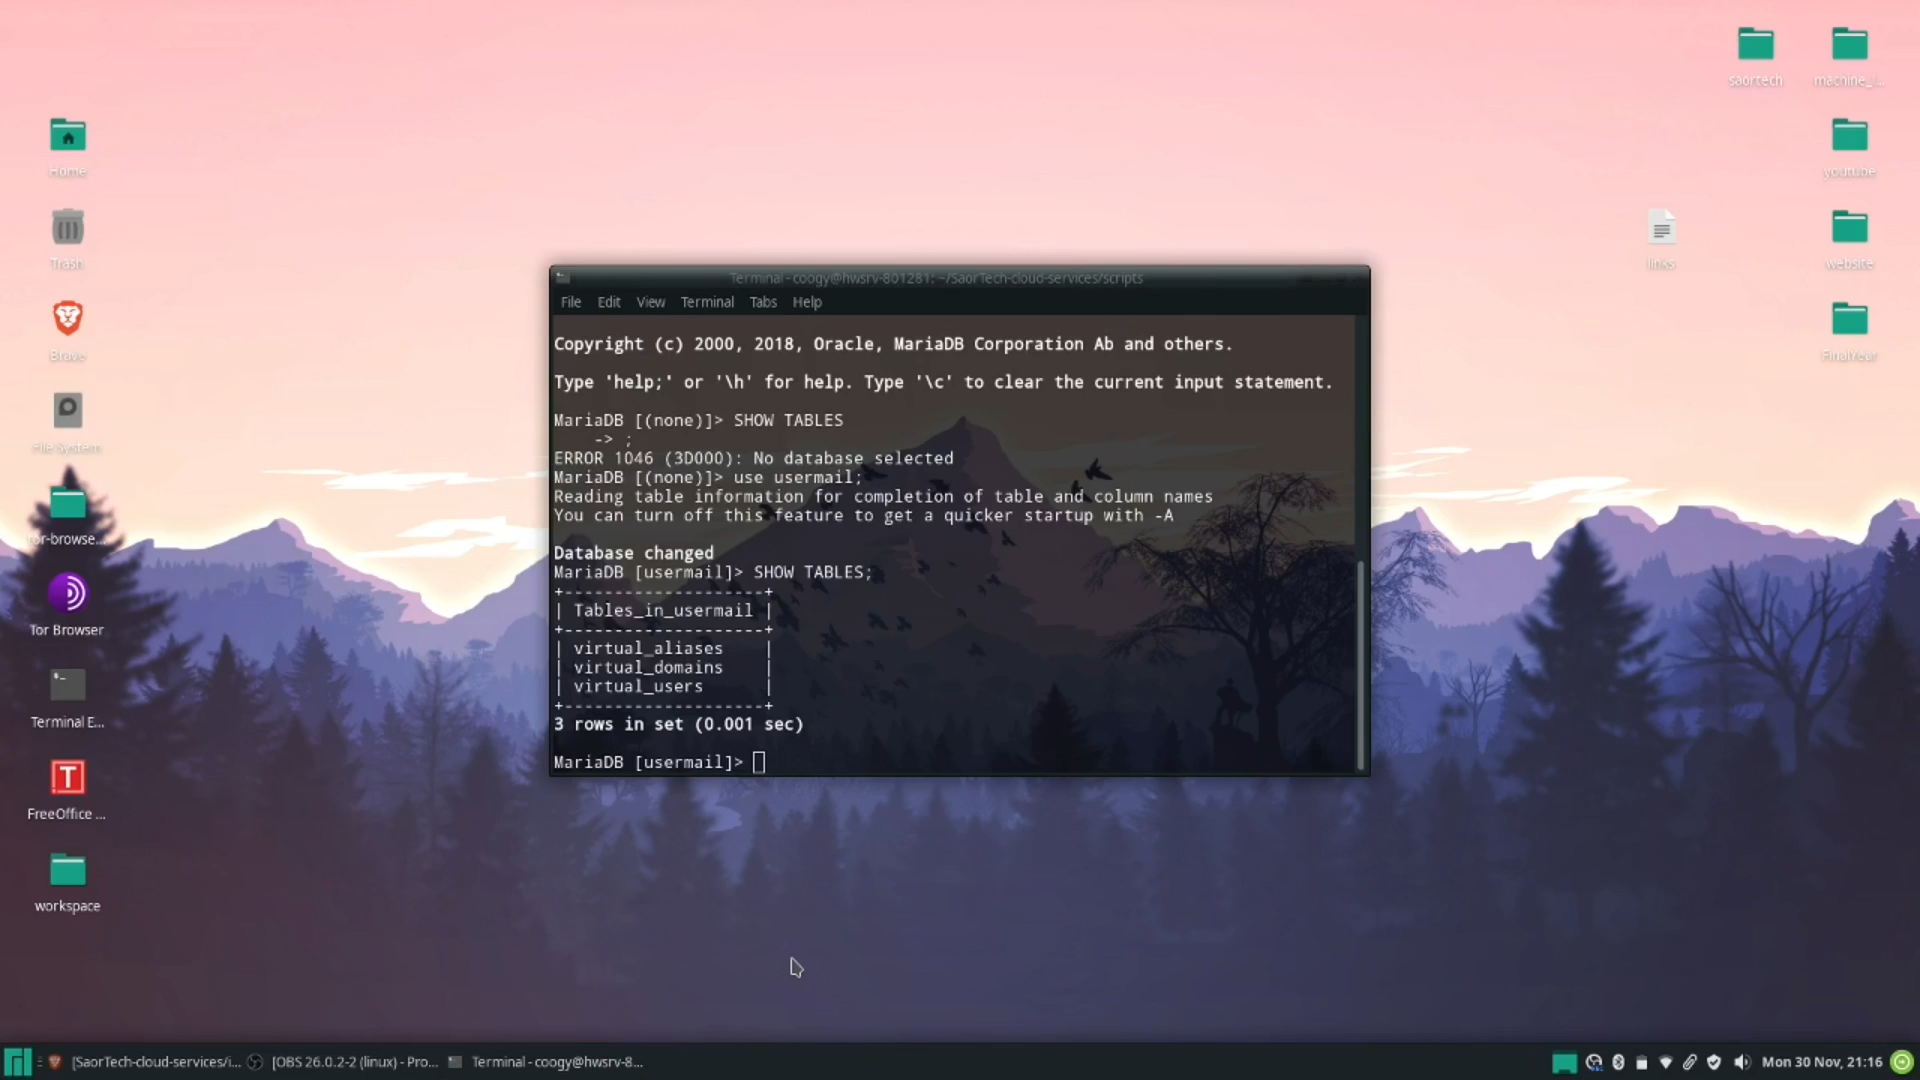 saortech
machine_...
Home
youtube
Trash
links
website
Brave
FinalYear
File System
tor-browse...
Tor Browser
Terminal E...
FreeOffice ...
workspace
Terminal - coogy@hwsrv-801281: ~/SaorTech-cloud-services/scripts
File Edit View Terminal Tabs Help
Copyright (c) 2000, 2018, Oracle, MariaDB Corporation Ab and others.
Type 'help;' or '\h' for help. Type '\c' to clear the current input statement.
MariaDB [(none)]> SHOW TABLES
-> ;
ERROR 1046 (3D000): No database selected
MariaDB [(none)]> use usermail;
Reading table information for completion of table and column names
You can turn off this feature to get a quicker startup with -A
Database changed
MariaDB [usermail]> SHOW TABLES;
+--------------------+
| Tables_in_usermail |
+--------------------+
| virtual_aliases    |
| virtual_domains    |
| virtual_users      |
+--------------------+
3 rows in set (0.001 sec)
MariaDB [usermail]>
[SaorTech-cloud-services/i... [OBS 26.0.2-2 (linux) - Pro... Terminal - coogy@hwsrv-8... Mon 30 Nov, 21:16